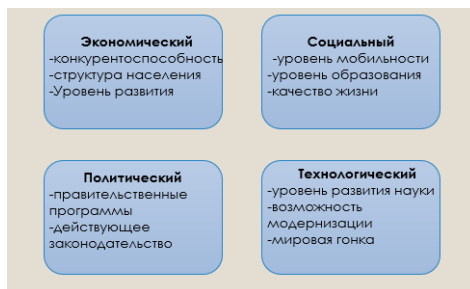 Экономический
-конкурентоспособность
-структура населения
-Уровень развития
Социальный
-уровень мобильности
-уровень образования
-качество жизни
Политический
-правительственные
программы
-действующее
законодательство
Технологический
-уровень развития науки
-возможность
модернизации
-мировая гонка